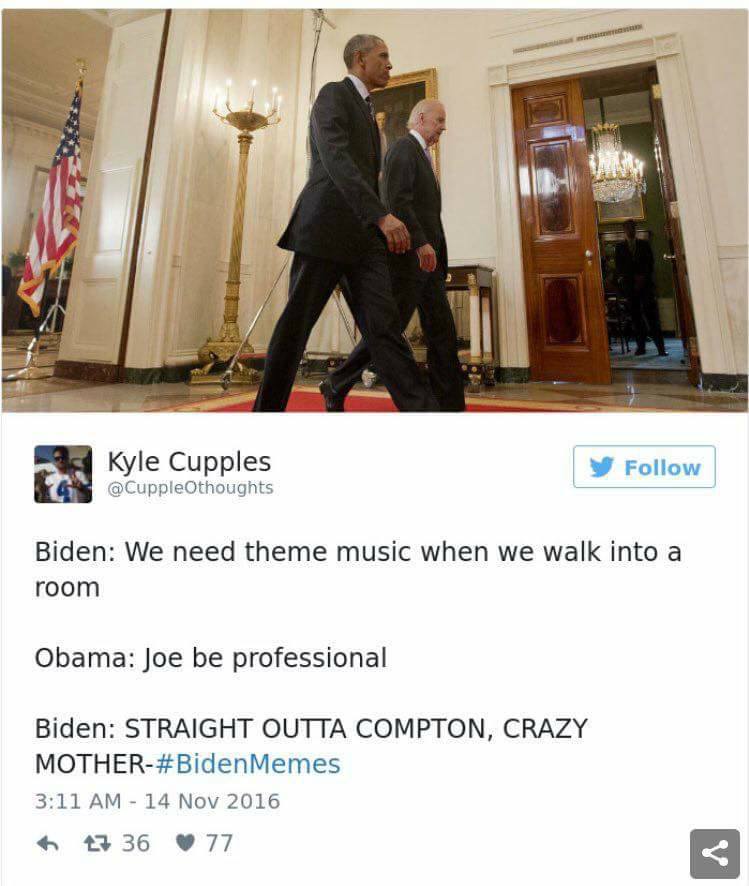 Kyle Cupples
@CuppleOthoughts
Follow
Biden: We need theme music when we walk into a
room
Obama: Joe be professional
Biden: STRAIGHT OUTTA COMPTON, CRAZY
MOTHER-#BidenMemes
3:11 AM - 14 Nov 2016
36 77